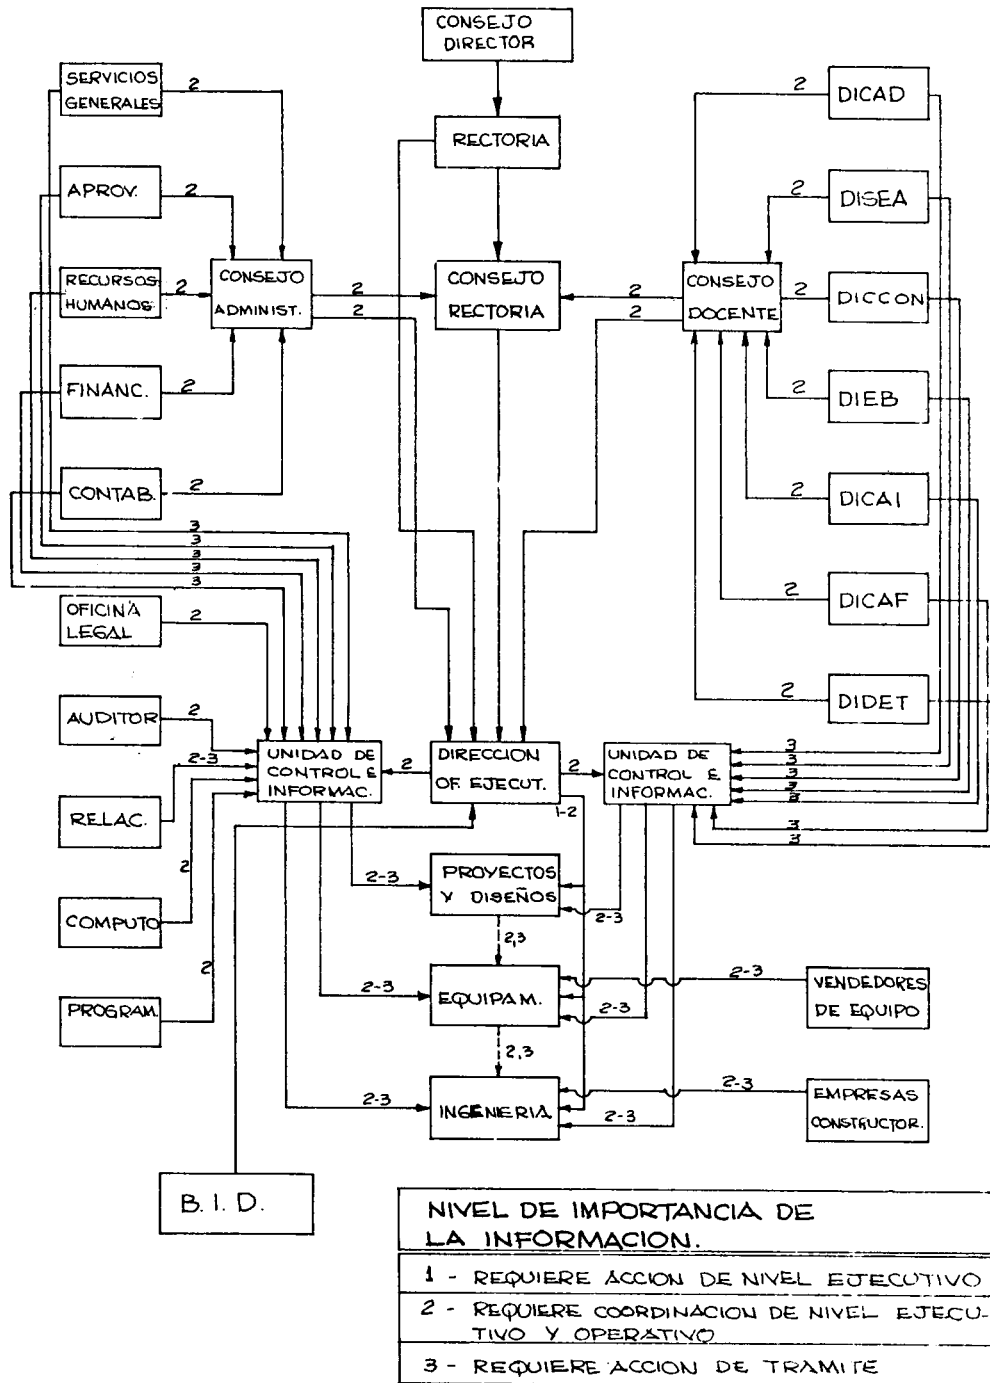 CONSEJO
DIRECTOR
RECTORIA
CONSEJO
RECTORIA
SERVICIOS
GENERALES
2
APROV.
2
RECURSOS
HUMANOS.
2
FINANC.
2
CONTAB.
2
CONSEJO
ADMINIST.
2
2
CONSEJO
DOCENTE
2
2
DICAD
2
DISEA
2
DICCON
2
DIEB
2
DICAI
2
DICAF
2
DIDET
2
3
3
3
3
3
OFICINA
LEGAL
2
AUDITOR
2
RELAC.
2-3
COMPUTO
2
PROGRAM.
2
UNIDAD DE
CONTROL E
INFORMAC.
2
DIRECCION
OF. EJECUT.
2
1-2
UNIDAD DE
CONTROL E
INFORMAC.
3
3
3
3
3
3
3
2-3
PROYECTOS
Y DISEÑOS
2-3
2,3
2-3
EQUIPAM.
2-3
VENDEDORES
DE EQUIPO
2,3
2-3
INGENIERIA
2-3
2-3
EMPRESAS
CONSTRUCTOR.
B. I. D.
NIVEL DE IMPORTANCIA DE
LA INFORMACION.
1 - REQUIERE ACCION DE NIVEL EJECUTIVO
2 - REQUIERE COORDINACION DE NIVEL EJECU-
TIVO Y OPERATIVO
3 - REQUIERE ACCION DE TRAMITE